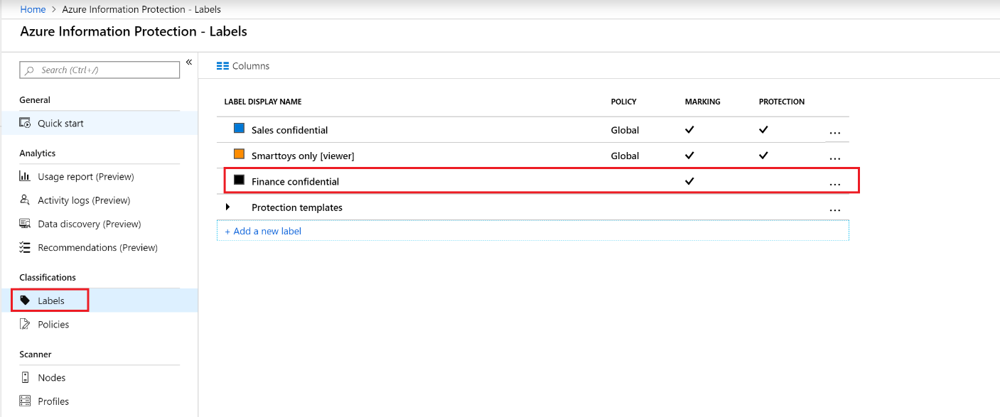 Home > Azure Information Protection - Labels
Azure Information Protection - Labels
Search (Ctrl+/)
«
General
Quick start
Analytics
Usage report (Preview)
Activity logs (Preview)
Data discovery (Preview)
Recommendations (Preview)
Classifications
Labels
Policies
Scanner
Nodes
Profiles
Columns
LABEL DISPLAY NAME POLICY MARKING PROTECTION
Sales confidential Global ✓ ✓ ...
Smarttoys only [viewer] Global ✓ ✓ ...
Finance confidential ✓ ...
Protection templates ...
+ Add a new label